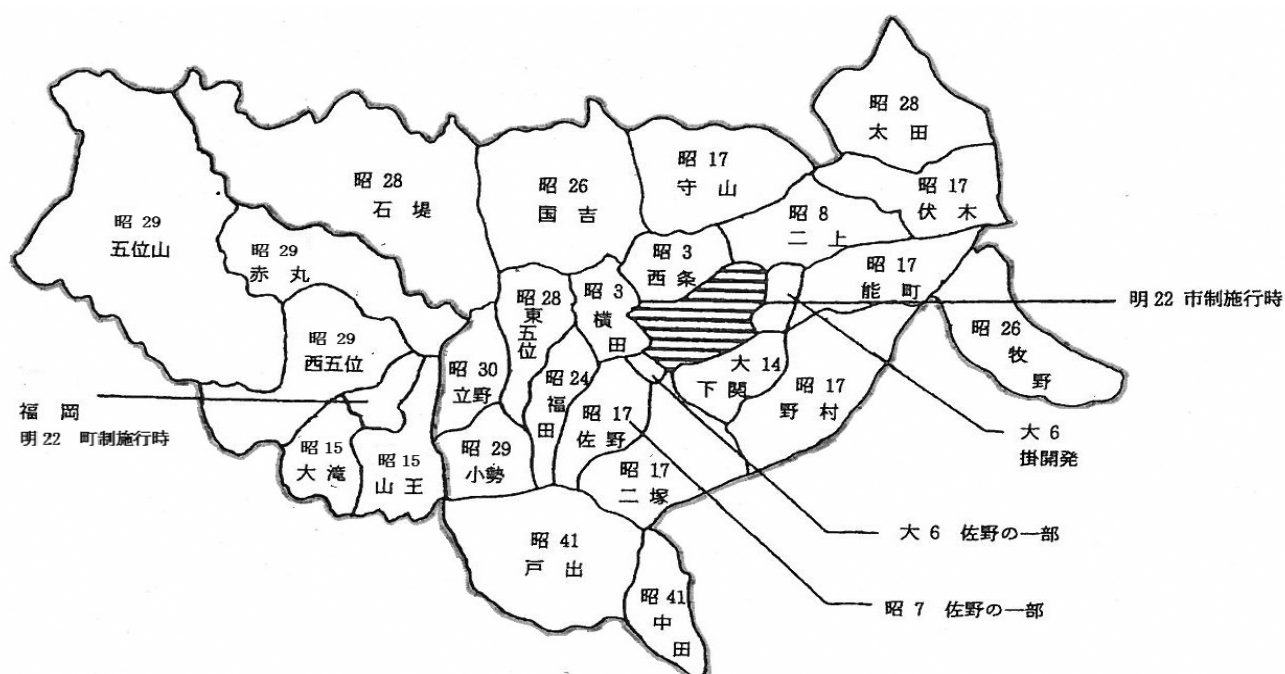 昭 28
太 田
昭 17
守 山
昭 17
伏 木
昭 28
石 堤
昭 26
国 吉
昭 8
二 上
昭 29
五位山
昭 29
赤 丸
昭 3
西 条
昭 17
能 町
明 22 市制施行時
昭 28
東五位
昭 3
横田
昭 26
牧野
昭 29
西五位
昭 30
立野
昭 24
福田
大 14
下 関
昭 17
野 村
福 岡
明 22 町制施行時
昭 17
佐 野
大 6
掛開発
昭 15
大 滝
昭 15
山 王
昭 29
小勢
昭 17
二 塚
大 6 佐野の一部
昭 41
戸 出
昭 7 佐野の一部
昭 41
中田